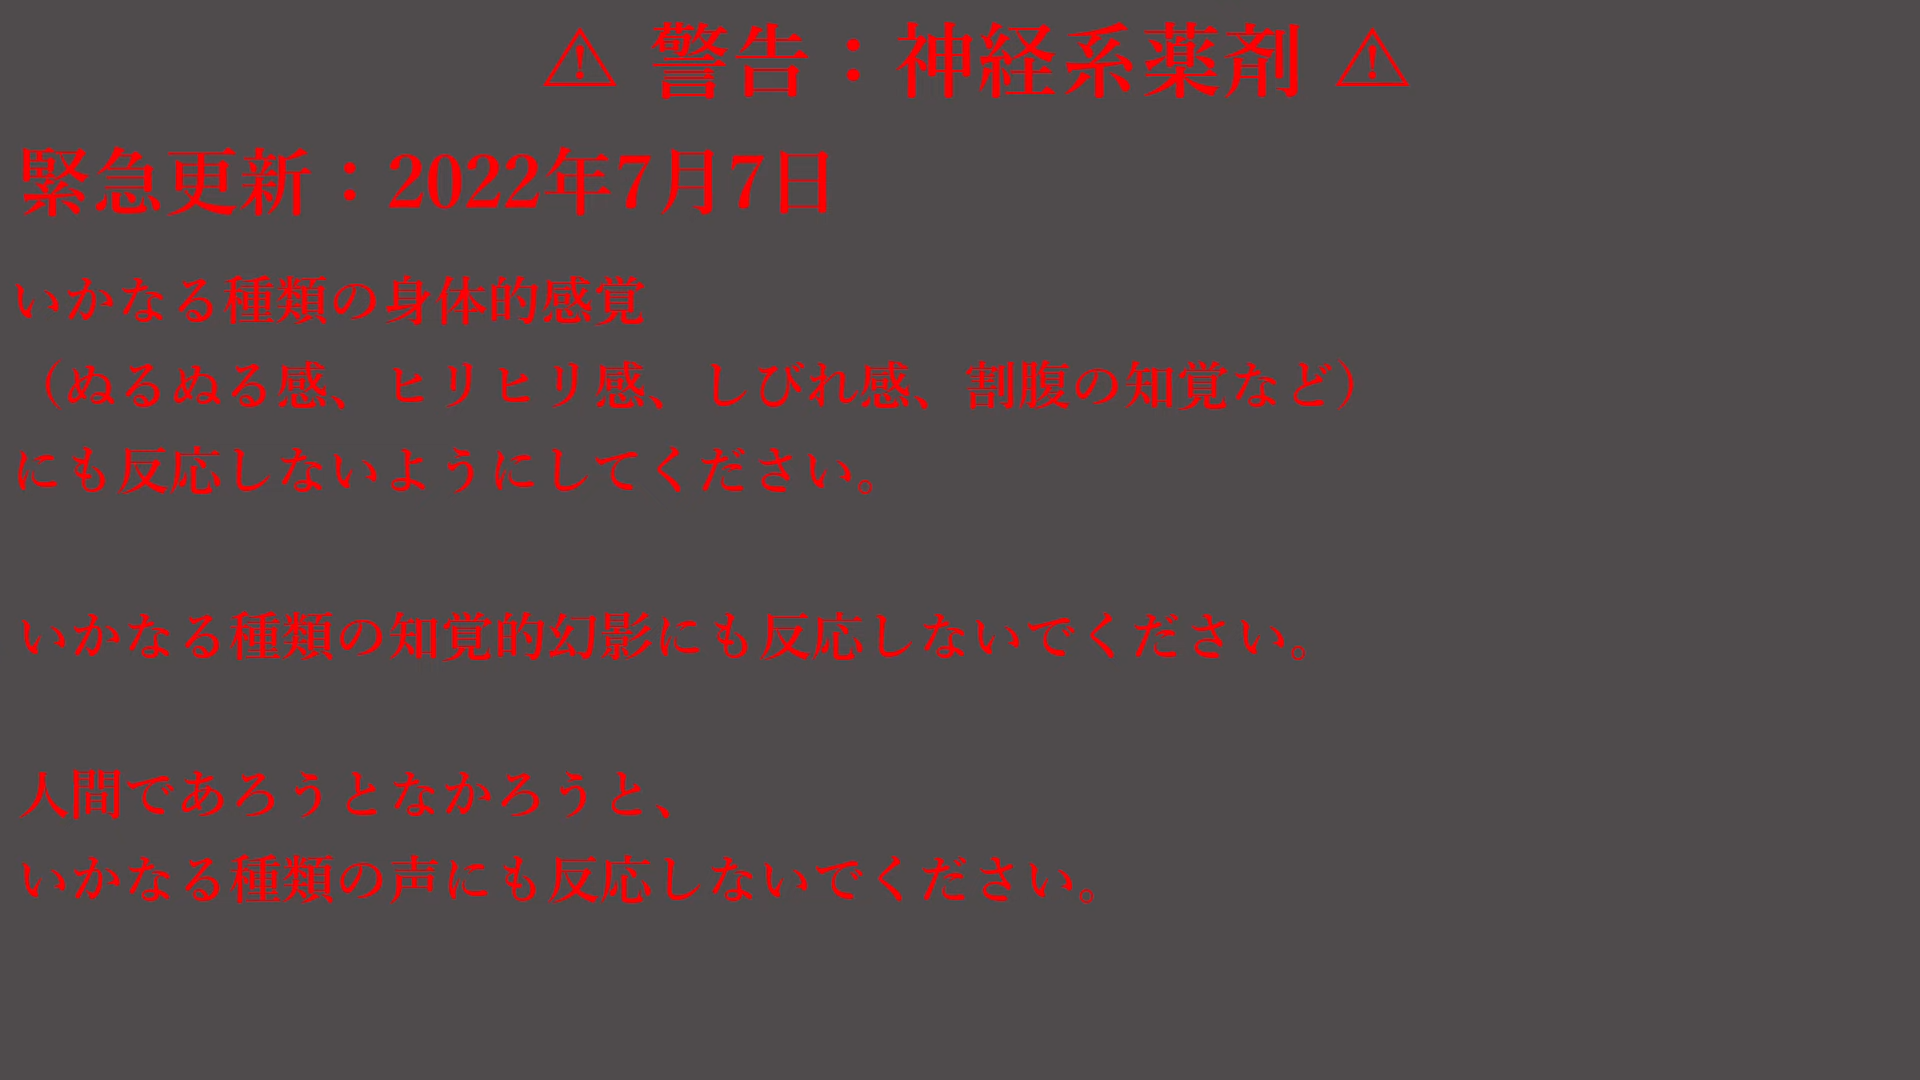 ⚠ 警告：神経系薬剤 ⚠
緊急更新：2022年7月7日
いかなる種類の身体的感覚
（ぬるぬる感、ヒリヒリ感、しびれ感、割腹の知覚など）
にも反応しないようにしてください。
いかなる種類の知覚的幻影にも反応しないでください。
人間であろうとなかろうと、
いかなる種類の声にも反応しないでください。